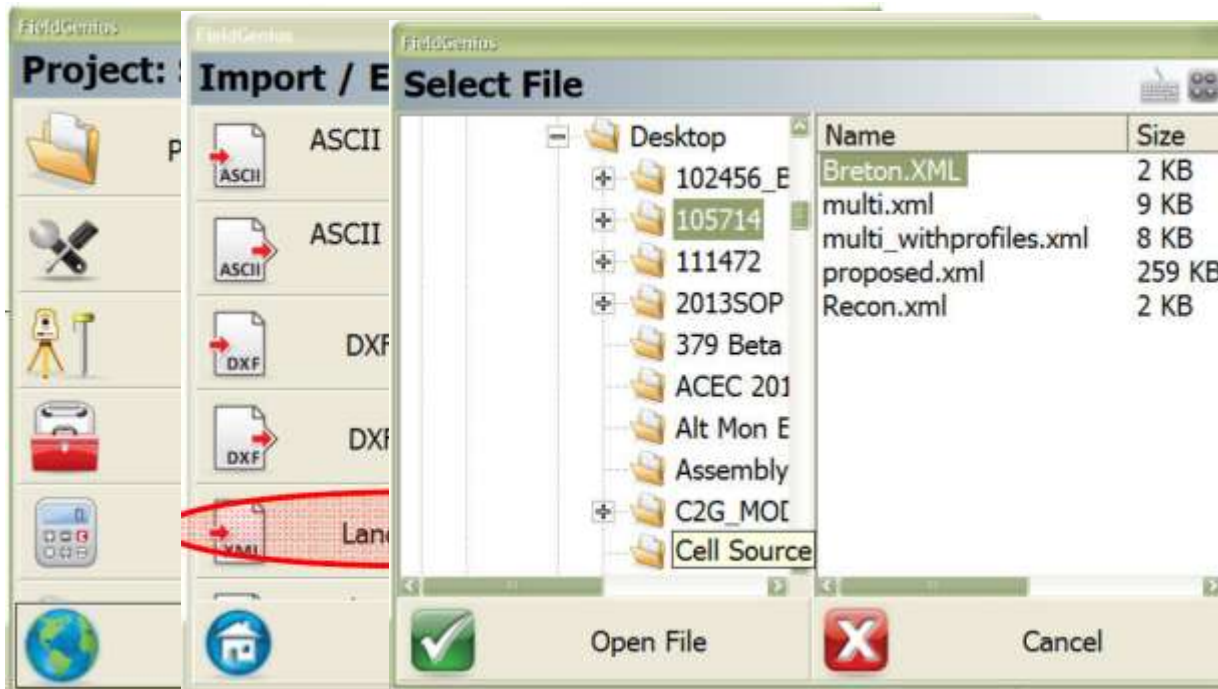 FieldGenius
Project:
P
FieldGenius
Import / E
ASCII
ASCII
ASCII
ASCII
DXF
DXF
DXF
DXF
XML
Land
FieldGenius
Select File
Desktop
102456_B
105714
111472
2013SOP
379 Beta
ACEC 201
Alt Mon E
Assembly
C2G_MOD
Cell Source
Name Size
Breton.XML 2 KB
multi.xml 9 KB
multi_withprofiles.xml 8 KB
proposed.xml 259 KB
Recon.xml 2 KB
Open File
Cancel